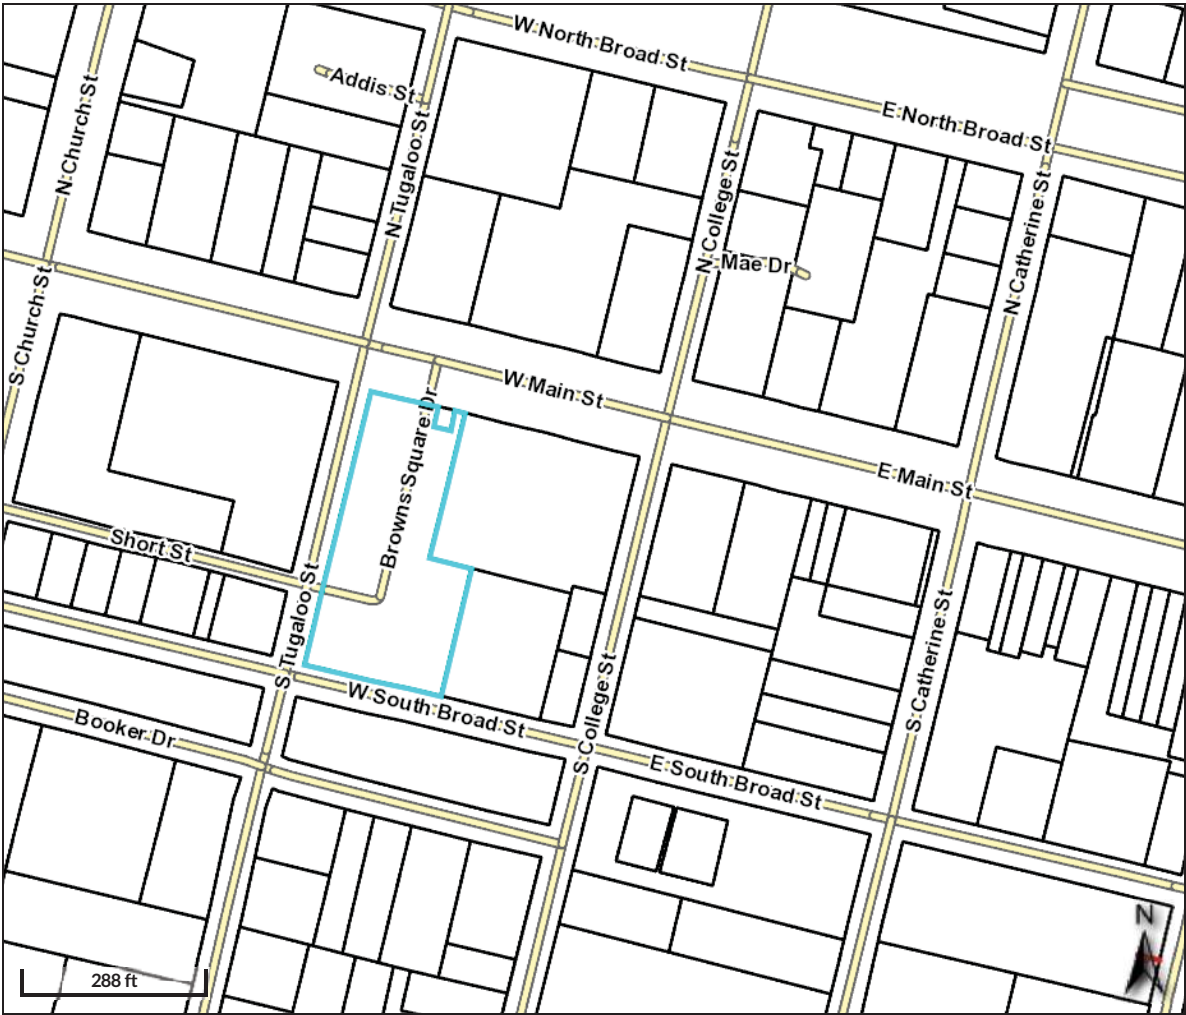 W North Broad St
Addis St
N Church St
N Tugaloo St
E North Broad St
N College St
N Catherine St
Mae Dr
S Church St
W Main St
Browns Square Dr
E Main St
Short St
S Tugaloo St
S Catherine St
W South Broad St
S College St
Booker Dr
E South Broad St
N
288 ft